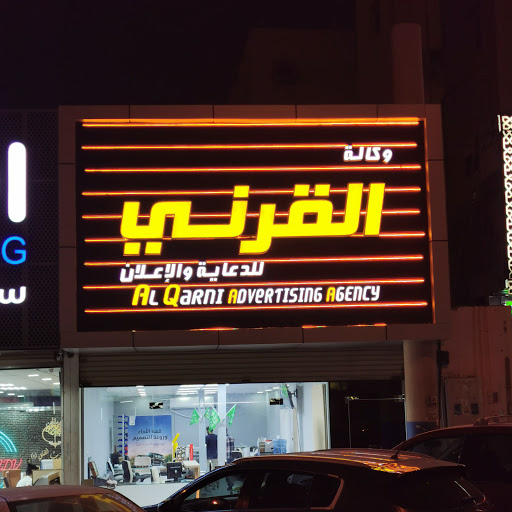 وكالة
القرني
للدعاية والإعلان
AL QARNI ADVERTISING AGENCY
G